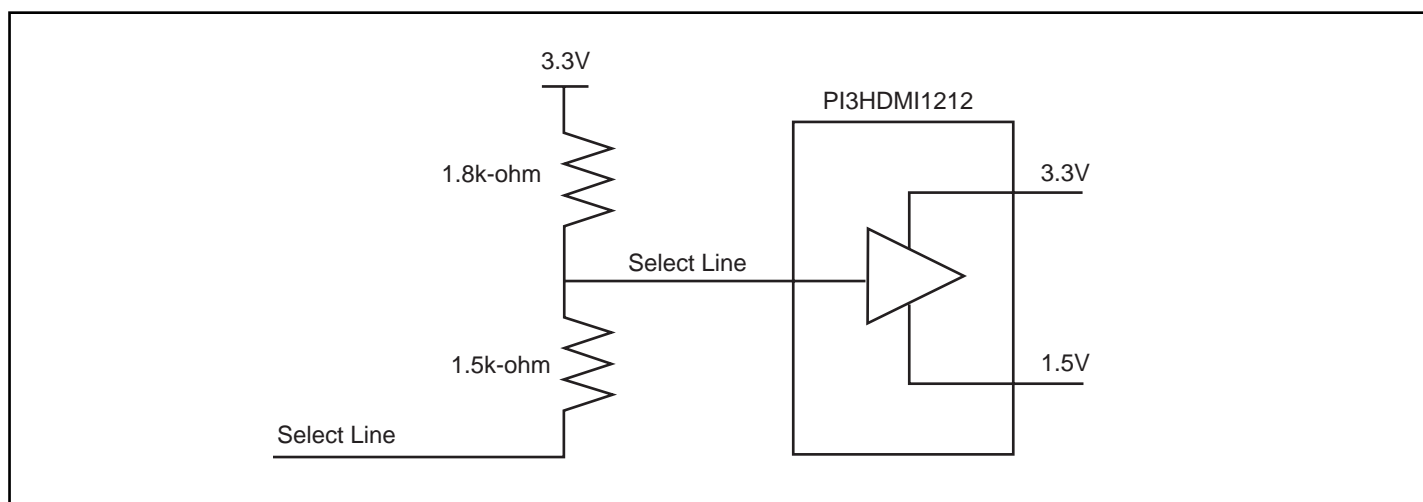 3.3V
PI3HDMI1212
1.8k-ohm
3.3V
Select Line
1.5k-ohm
1.5V
Select Line